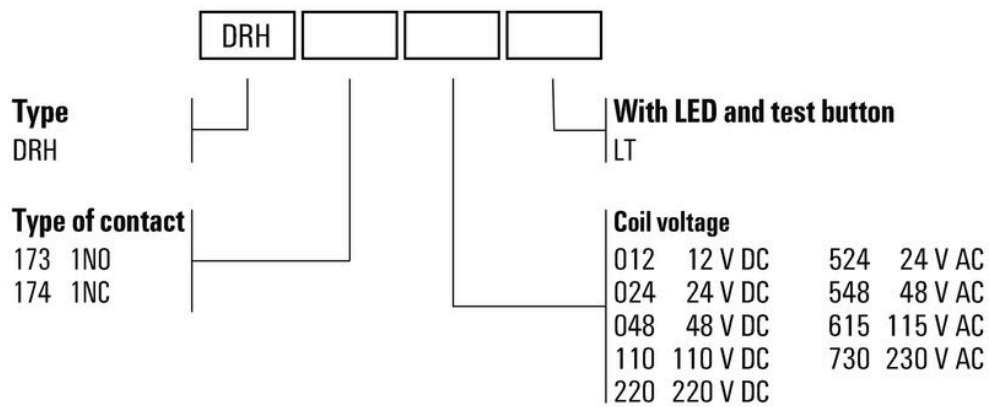 DRH
Type
DRH
With LED and test button
LT
Type of contact
173 1NO
174 1NC
Coil voltage
012 12 V DC 524 24 V AC
024 24 V DC 548 48 V AC
048 48 V DC 615 115 V AC
110 110 V DC 730 230 V AC
220 220 V DC